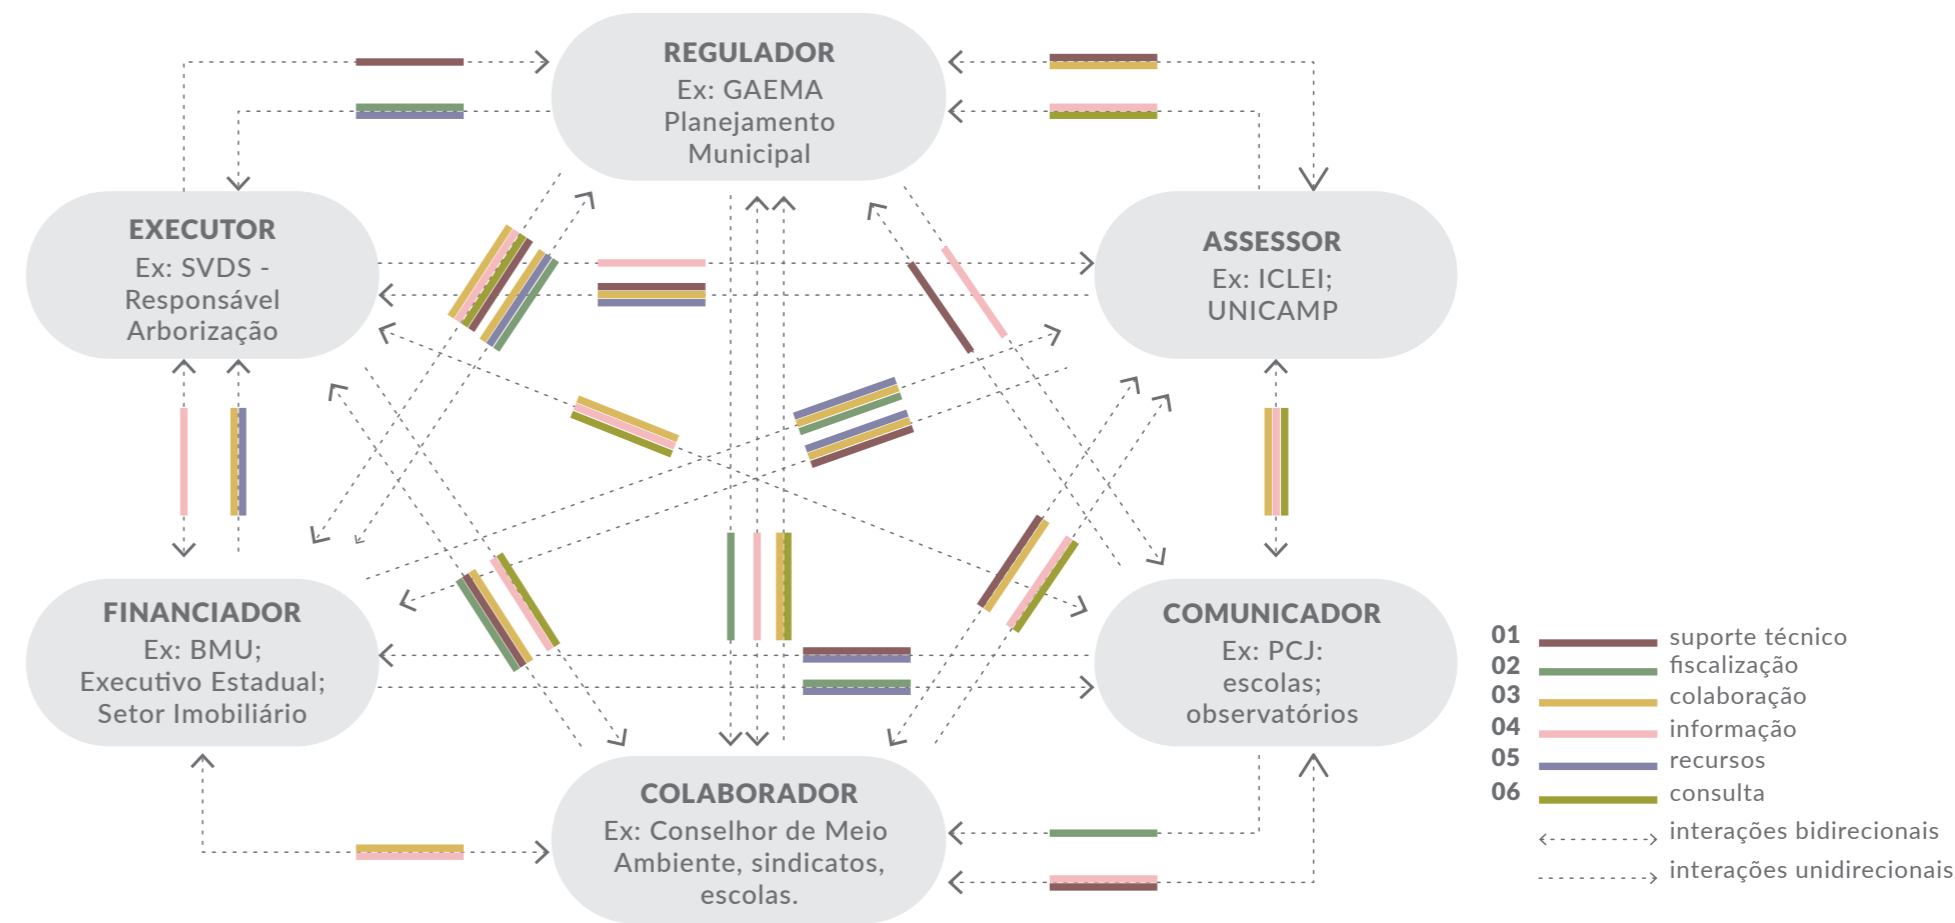 REGULADOR
Ex: GAEMA
Planejamento
Municipal
EXECUTOR
Ex: SVDS -
Responsável
Arborização
ASSESSOR
Ex: ICLEI;
UNICAMP
FINANCIADOR
Ex: BMU;
Executivo Estadual;
Setor Imobiliário
COMUNICADOR
Ex: PCJ:
escolas;
observatórios
COLABORADOR
Ex: Conselhor de Meio
Ambiente, sindicatos,
escolas.
01 suporte técnico
02 fiscalização
03 colaboração
04 informação
05 recursos
06 consulta
interações bidirecionais
interações unidirecionais